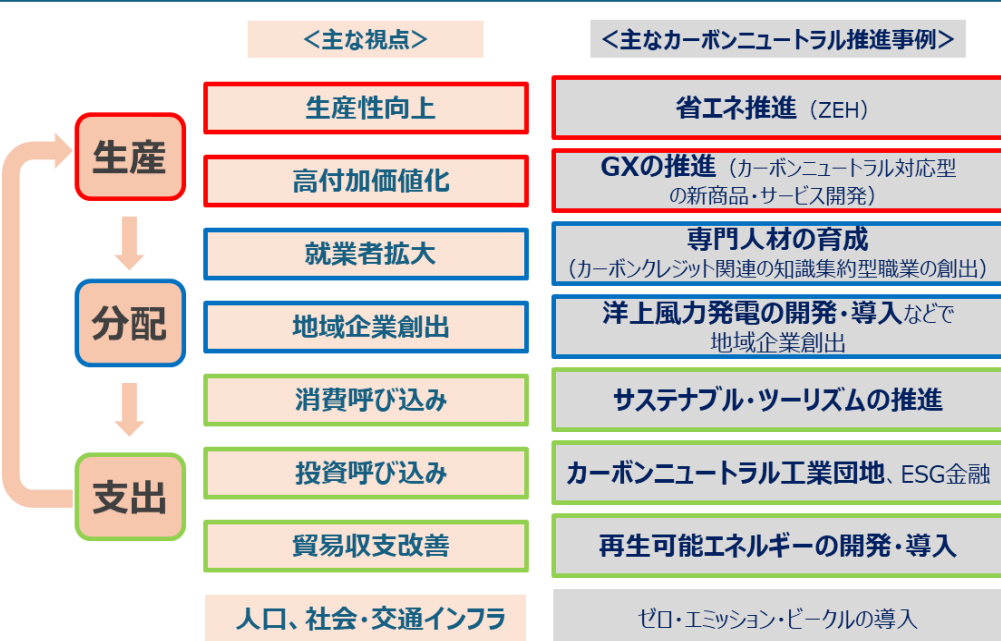 ＜主な視点＞
＜主なカーボンニュートラル推進事例＞
生産
分配
支出
生産性向上
省エネ推進（ZEH）
高付加価値化
GXの推進（カーボンニュートラル対応型
の新商品・サービス開発）
就業者拡大
専門人材の育成
（カーボンクレジット関連の知識集約型職業の創出）
地域企業創出
洋上風力発電の開発・導入などで
地域企業創出
消費呼び込み
サステナブル・ツーリズムの推進
投資呼び込み
カーボンニュートラル工業団地、ESG金融
貿易収支改善
再生可能エネルギーの開発・導入
人口、社会・交通インフラ
ゼロ・エミッション・ビークルの導入